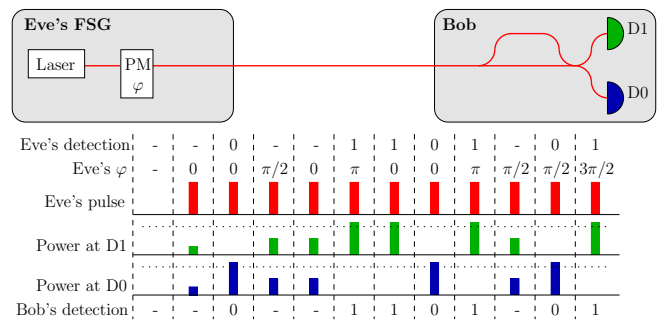 Eve's FSG
Bob
Laser
PM
φ
D1
D0
Eve's detection - - 0 - - 1 1 0 1 - 0 1
Eve's φ - 0 0 π/2 0 π 0 0 π π/2 π/2 3π/2
Eve's pulse
Power at D1
Power at D0
Bob's detection - - 0 - - 1 1 0 1 - 0 1